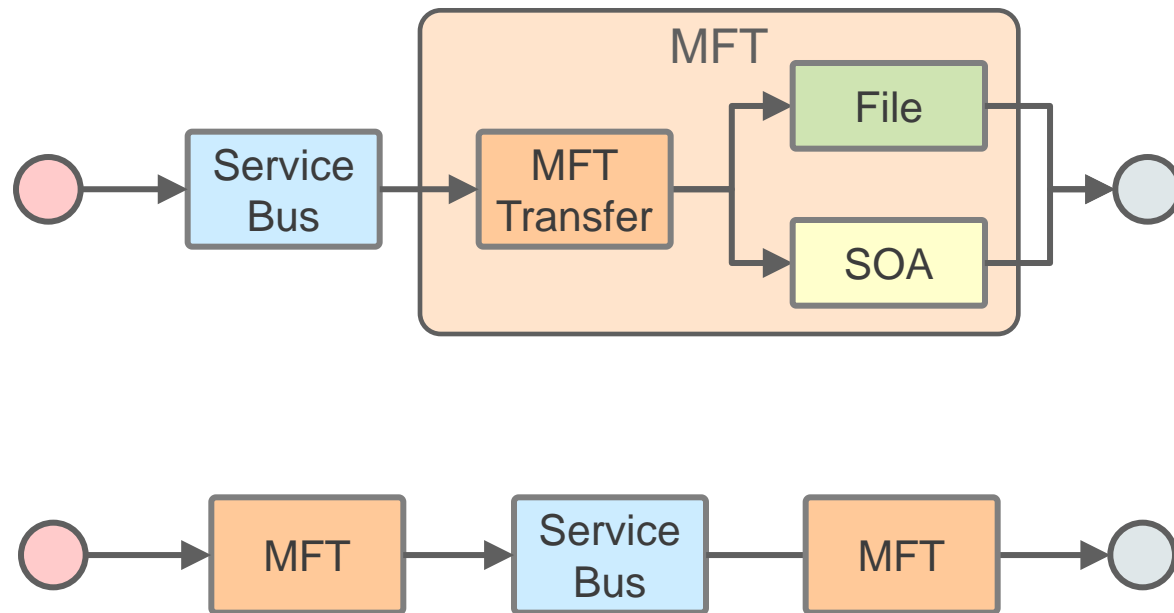 MFT
File
Service
Bus
MFT
Transfer
SOA
MFT
Service
Bus
MFT